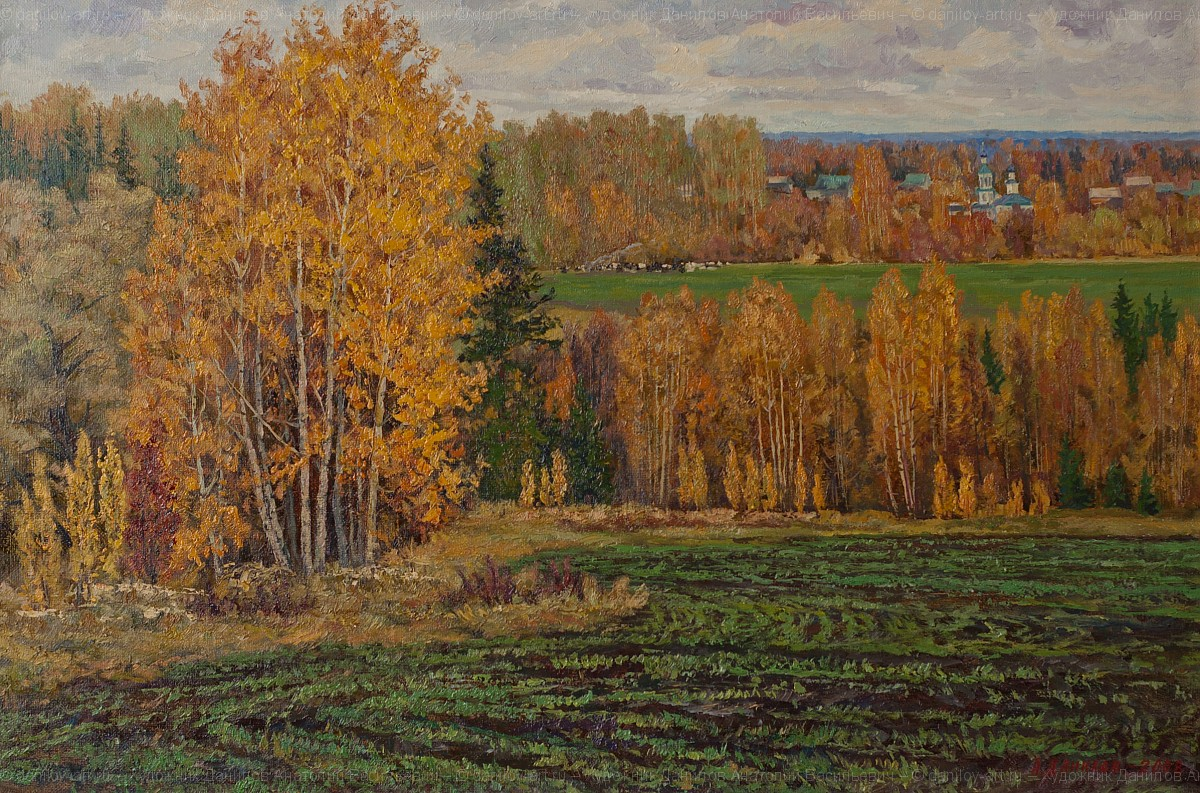 © danilov-art.ru – Художник Данилов Анатолий Васильевич – © danilov-art.ru – Художник Данилов А
© danilov-art.ru – Художник Данилов Анатолий Васильевич – © danilov-art.ru – Художник Данилов Анатолий Васильевич – © danilov-art.ru – Художник Данилов Ан